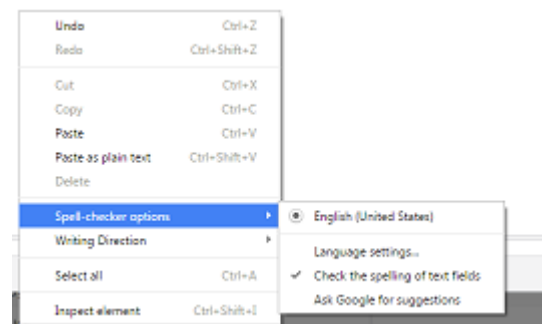 Undo Ctrl+Z
Redo Ctrl+Shift+Z
Cut Ctrl+X
Copy Ctrl+C
Paste Ctrl+V
Paste as plain text Ctrl+Shift+V
Delete
Spell-checker options
Writing Direction
Select all Ctrl+A
Inspect element Ctrl+Shift+I
English (United States)
Language settings...
Check the spelling of text fields
Ask Google for suggestions